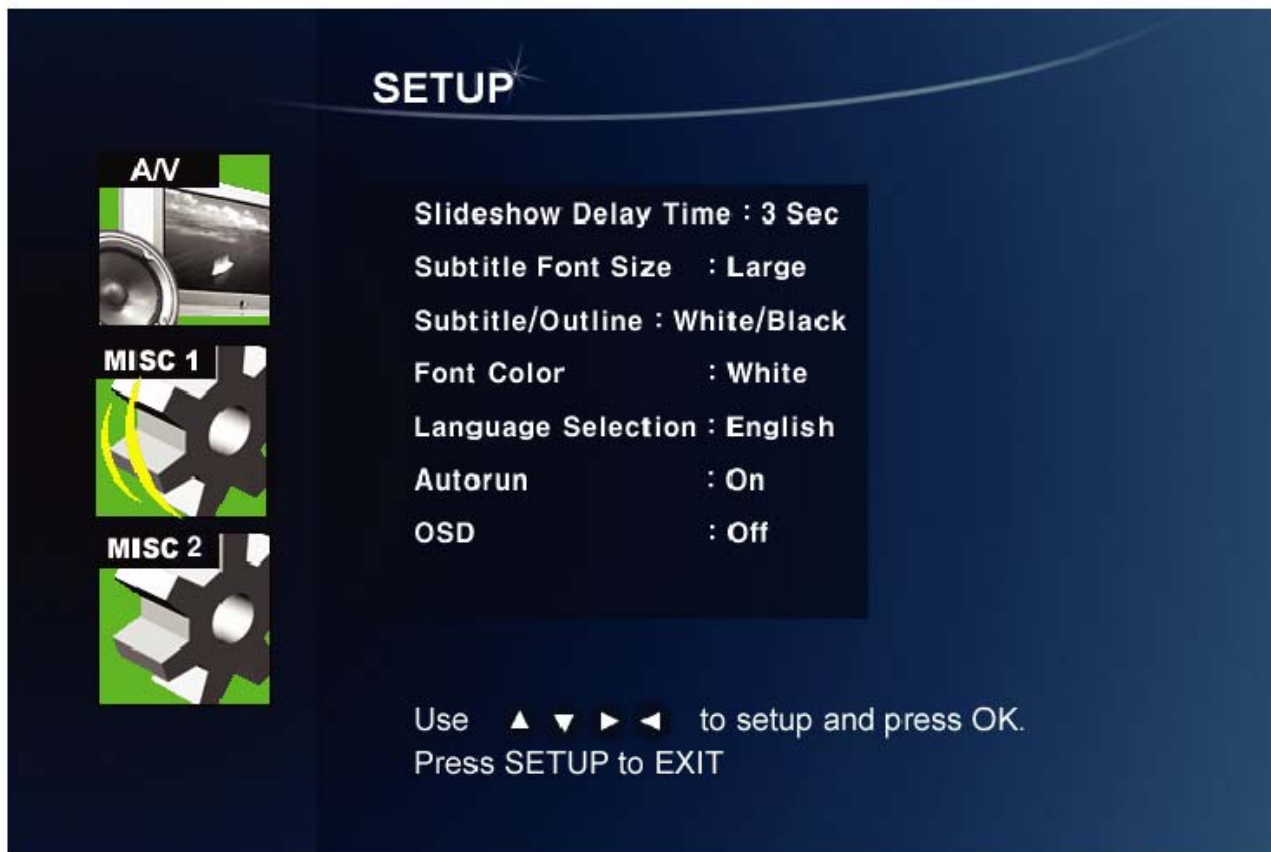 SETUP
A/V
MISC 1
MISC 2
Slideshow Delay Time : 3 Sec
Subtitle Font Size : Large
Subtitle/Outline : White/Black
Font Color : White
Language Selection : English
Autorun : On
OSD : Off
Use ▲ ▼ ► ◄ to setup and press OK.
Press SETUP to EXIT